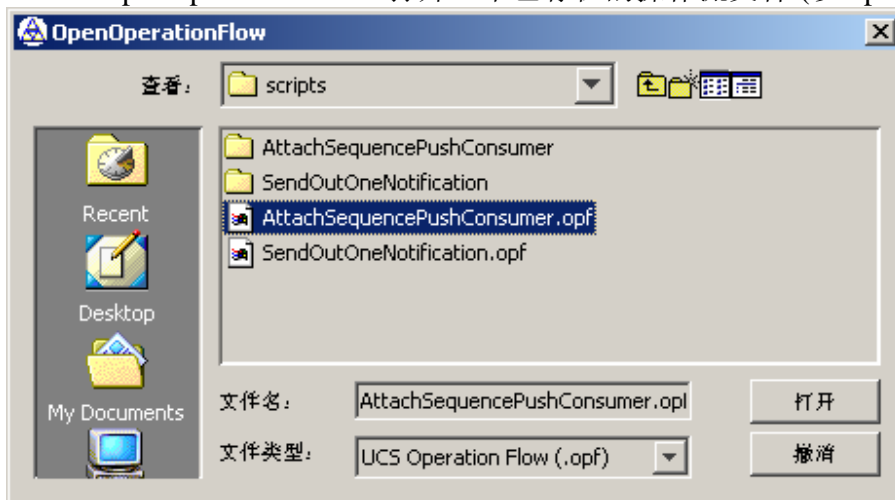 OpenOperationFlow
查看： scripts
AttachSequencePushConsumer
SendOutOneNotification
AttachSequencePushConsumer.opf
SendOutOneNotification.opf
Recent
Desktop
My Documents
文件名： AttachSequencePushConsumer.opl 打开
文件类型： UCS Operation Flow (.opf) 撤消